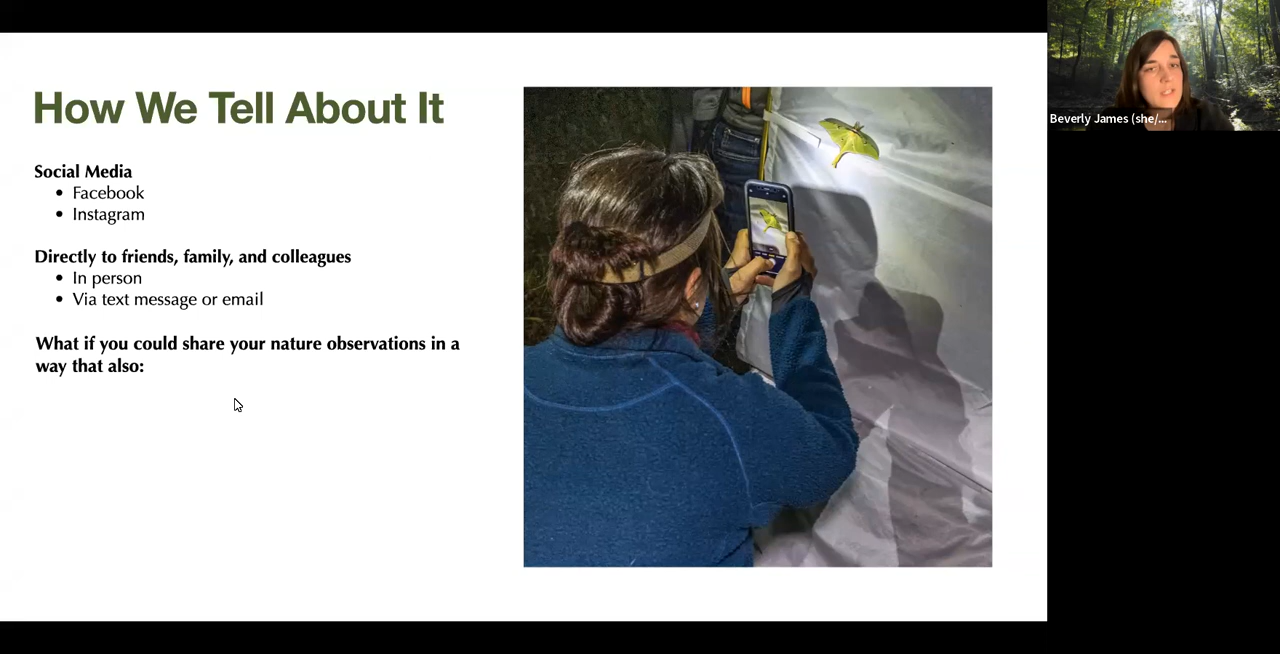 How We Tell About It
Social Media
• Facebook
• Instagram
Directly to friends, family, and colleagues
• In person
• Via text message or email
What if you could share your nature observations in a
way that also:
Beverly James (she/...